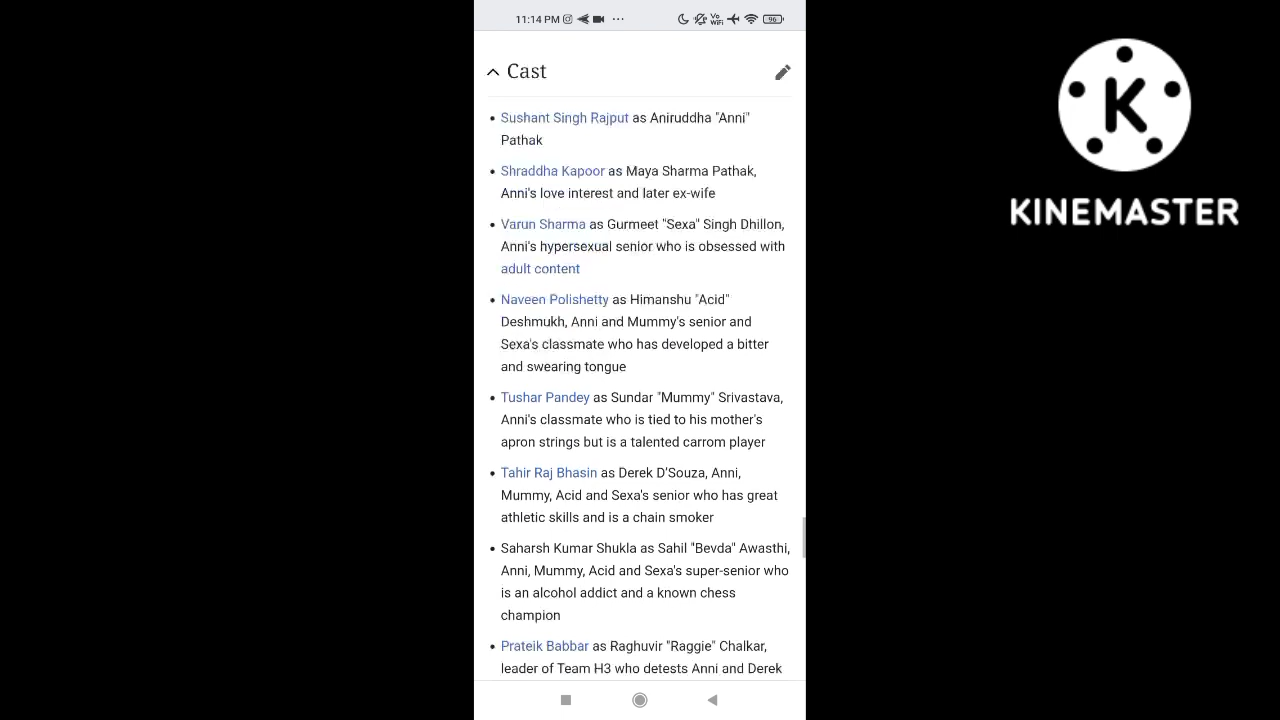 11:14 PM
Vo
WiFi
96
Cast
Sushant Singh Rajput as Aniruddha "Anni"
Pathak
Shraddha Kapoor as Maya Sharma Pathak,
Anni's love interest and later ex-wife
Varun Sharma as Gurmeet "Sexa" Singh Dhillon,
Anni's hypersexual senior who is obsessed with
adult content
Naveen Polishetty as Himanshu "Acid"
Deshmukh, Anni and Mummy's senior and
Sexa's classmate who has developed a bitter
and swearing tongue
Tushar Pandey as Sundar "Mummy" Srivastava,
Anni's classmate who is tied to his mother's
apron strings but is a talented carrom player
Tahir Raj Bhasin as Derek D'Souza, Anni,
Mummy, Acid and Sexa's senior who has great
athletic skills and is a chain smoker
Saharsh Kumar Shukla as Sahil "Bevda" Awasthi,
Anni, Mummy, Acid and Sexa's super-senior who
is an alcohol addict and a known chess
champion
Prateik Babbar as Raghuvir "Raggie" Chalkar,
leader of Team H3 who detests Anni and Derek
K
KINEMASTER